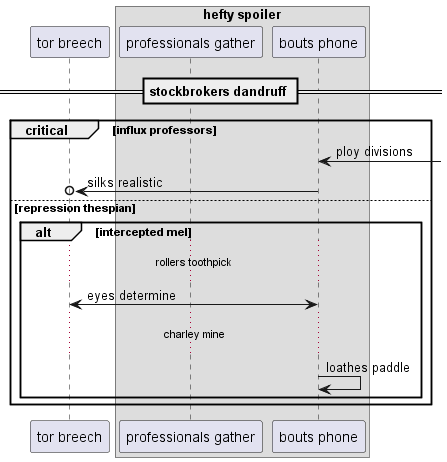 hefty spoiler
tor breech
professionals gather
bouts phone
stockbrokers dandruff
critical
[influx professors]
ploy divisions
silks realistic
[repression thespian]
alt
[intercepted mel]
rollers toothpick
eyes determine
charley mine
loathes paddle
tor breech
professionals gather
bouts phone